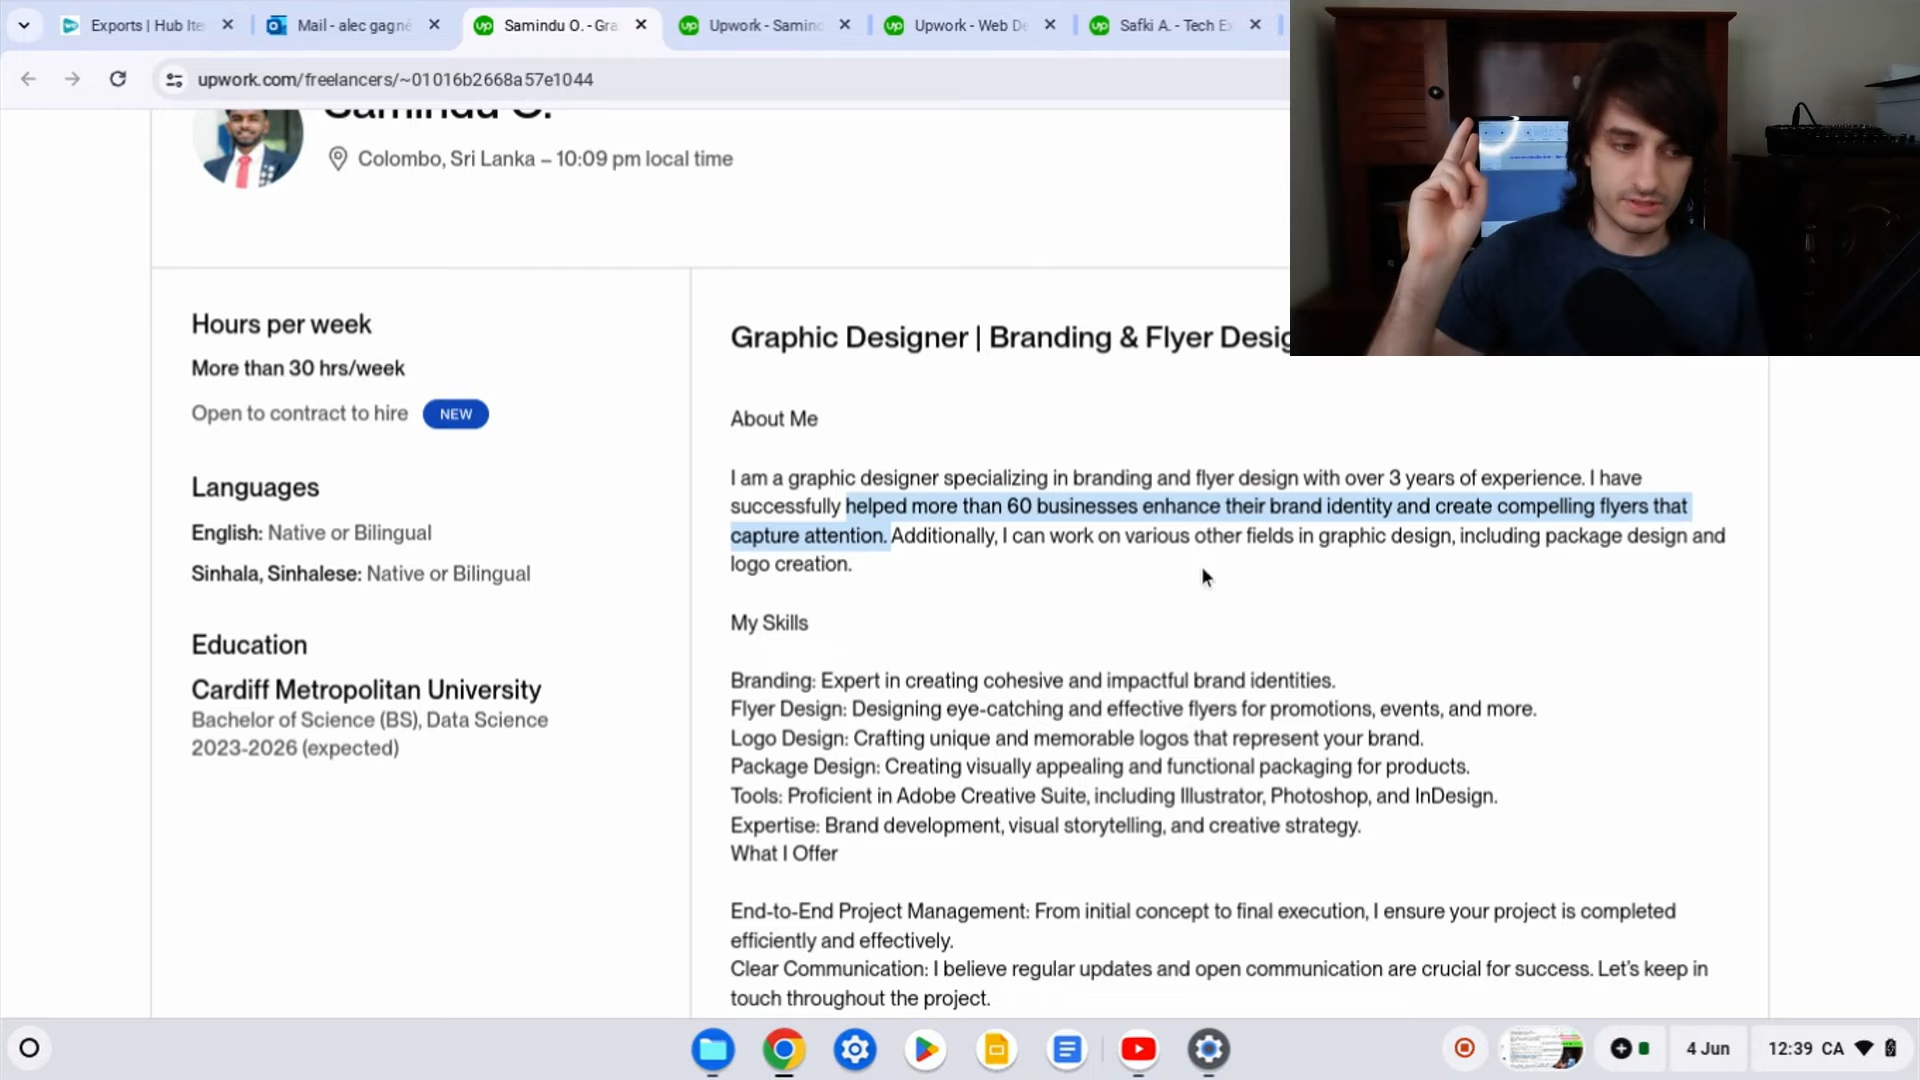 Exports | Hub Ite
Mail - alec gagné
Samindu O. - Gra
Upwork - Samind
Upwork - Web De
Safki A. - Tech Ex
upwork.com/freelancers/~01016b2668a57e1044
Samindu O.
Colombo, Sri Lanka – 10:09 pm local time
Hours per week
More than 30 hrs/week
Open to contract to hire NEW
Languages
English: Native or Bilingual
Sinhala, Sinhalese: Native or Bilingual
Education
Cardiff Metropolitan University
Bachelor of Science (BS), Data Science
2023-2026 (expected)
Graphic Designer | Branding & Flyer Desig
About Me
I am a graphic designer specializing in branding and flyer design with over 3 years of experience. I have
successfully helped more than 60 businesses enhance their brand identity and create compelling flyers that
capture attention. Additionally, I can work on various other fields in graphic design, including package design and
logo creation.
My Skills
Branding: Expert in creating cohesive and impactful brand identities.
Flyer Design: Designing eye-catching and effective flyers for promotions, events, and more.
Logo Design: Crafting unique and memorable logos that represent your brand.
Package Design: Creating visually appealing and functional packaging for products.
Tools: Proficient in Adobe Creative Suite, including Illustrator, Photoshop, and InDesign.
Expertise: Brand development, visual storytelling, and creative strategy.
What I Offer
End-to-End Project Management: From initial concept to final execution, I ensure your project is completed
efficiently and effectively.
Clear Communication: I believe regular updates and open communication are crucial for success. Let's keep in
touch throughout the project.
4 Jun
12:39 CA